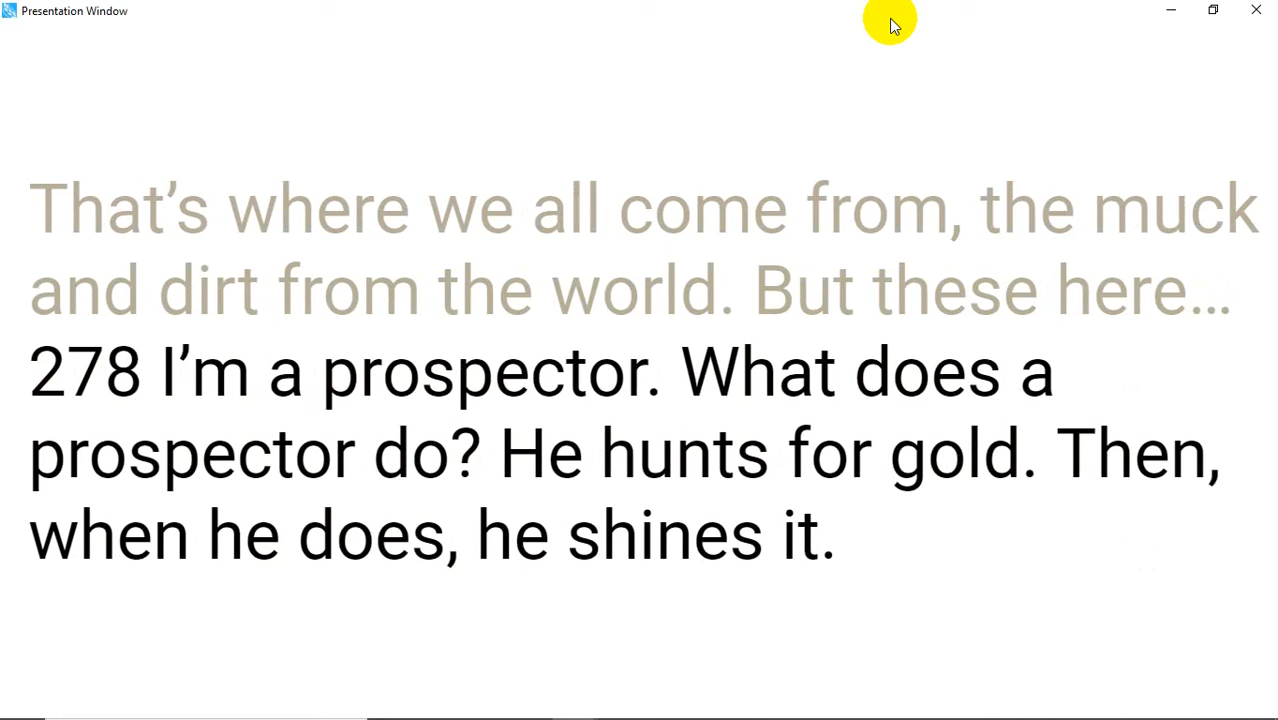 Presentation Window
That’s where we all come from, the muck
and dirt from the world. But these here…
278 I’m a prospector. What does a
prospector do? He hunts for gold. Then,
when he does, he shines it.